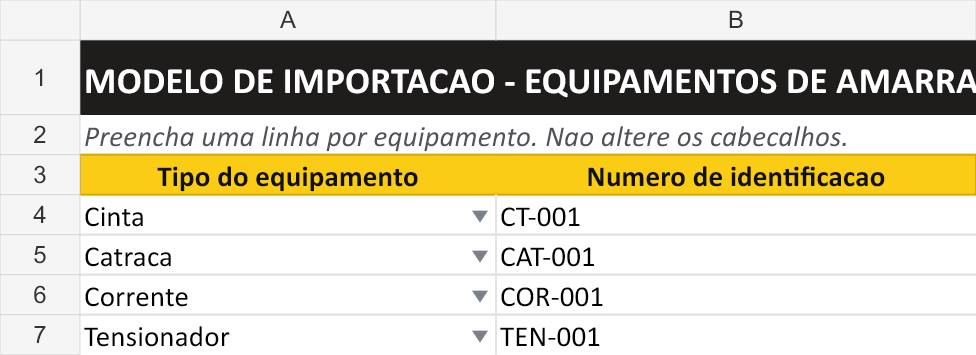 A B
1 MODELO DE IMPORTACAO - EQUIPAMENTOS DE AMARRA
2 Preencha uma linha por equipamento. Nao altere os cabecalhos.
3 Tipo do equipamento Numero de identificacao
4 Cinta CT-001
5 Catraca CAT-001
6 Corrente COR-001
7 Tensionador TEN-001